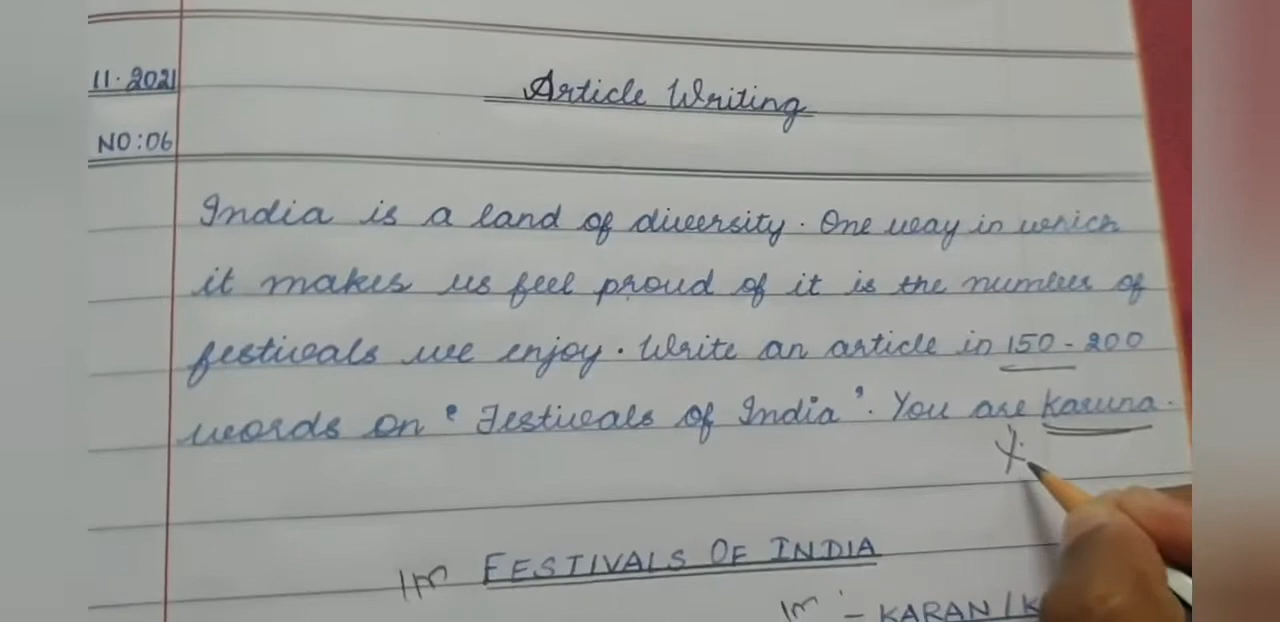 11.2021
Article Writing
NO:06
India is a land of diversity. One way in which
it makes us feel proud of it is the number of
festivals we enjoy. Write an article in 150-200
words on 'Festivals of India'. You are Karuna.
1m FESTIVALS OF INDIA
1m - KARAN/K